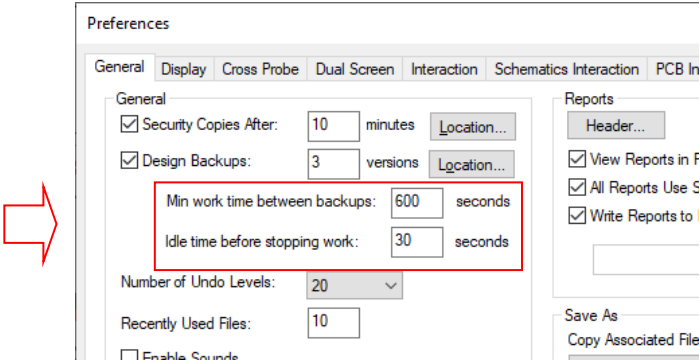 Preferences
General Display Cross Probe Dual Screen Interaction Schematics Interaction PCB In
General
Security Copies After: 10 minutes Location...
Design Backups: 3 versions Location...
Min work time between backups: 600 seconds
Idle time before stopping work: 30 seconds
Number of Undo Levels: 20
Recently Used Files: 10
Enable Sounds
Reports
Header...
View Reports in
All Reports Use S
Write Reports to
Save As
Copy Associated File